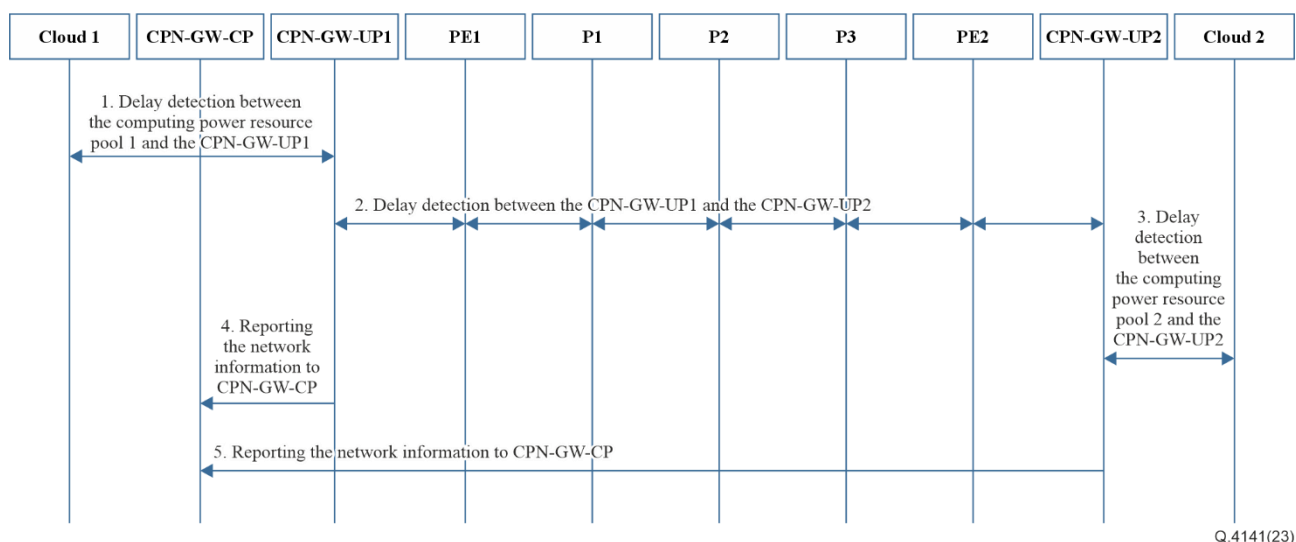 Cloud 1
CPN-GW-CP
CPN-GW-UP1
PE1
P1
P2
P3
PE2
CPN-GW-UP2
Cloud 2
1. Delay detection between
the computing power resource
pool 1 and the CPN-GW-UP1
2. Delay detection between the CPN-GW-UP1 and the CPN-GW-UP2
3. Delay
detection
between
the computing
power resource
pool 2 and the
CPN-GW-UP2
4. Reporting
the network
information to
CPN-GW-CP
5. Reporting the network information to CPN-GW-CP
Q.4141(23)